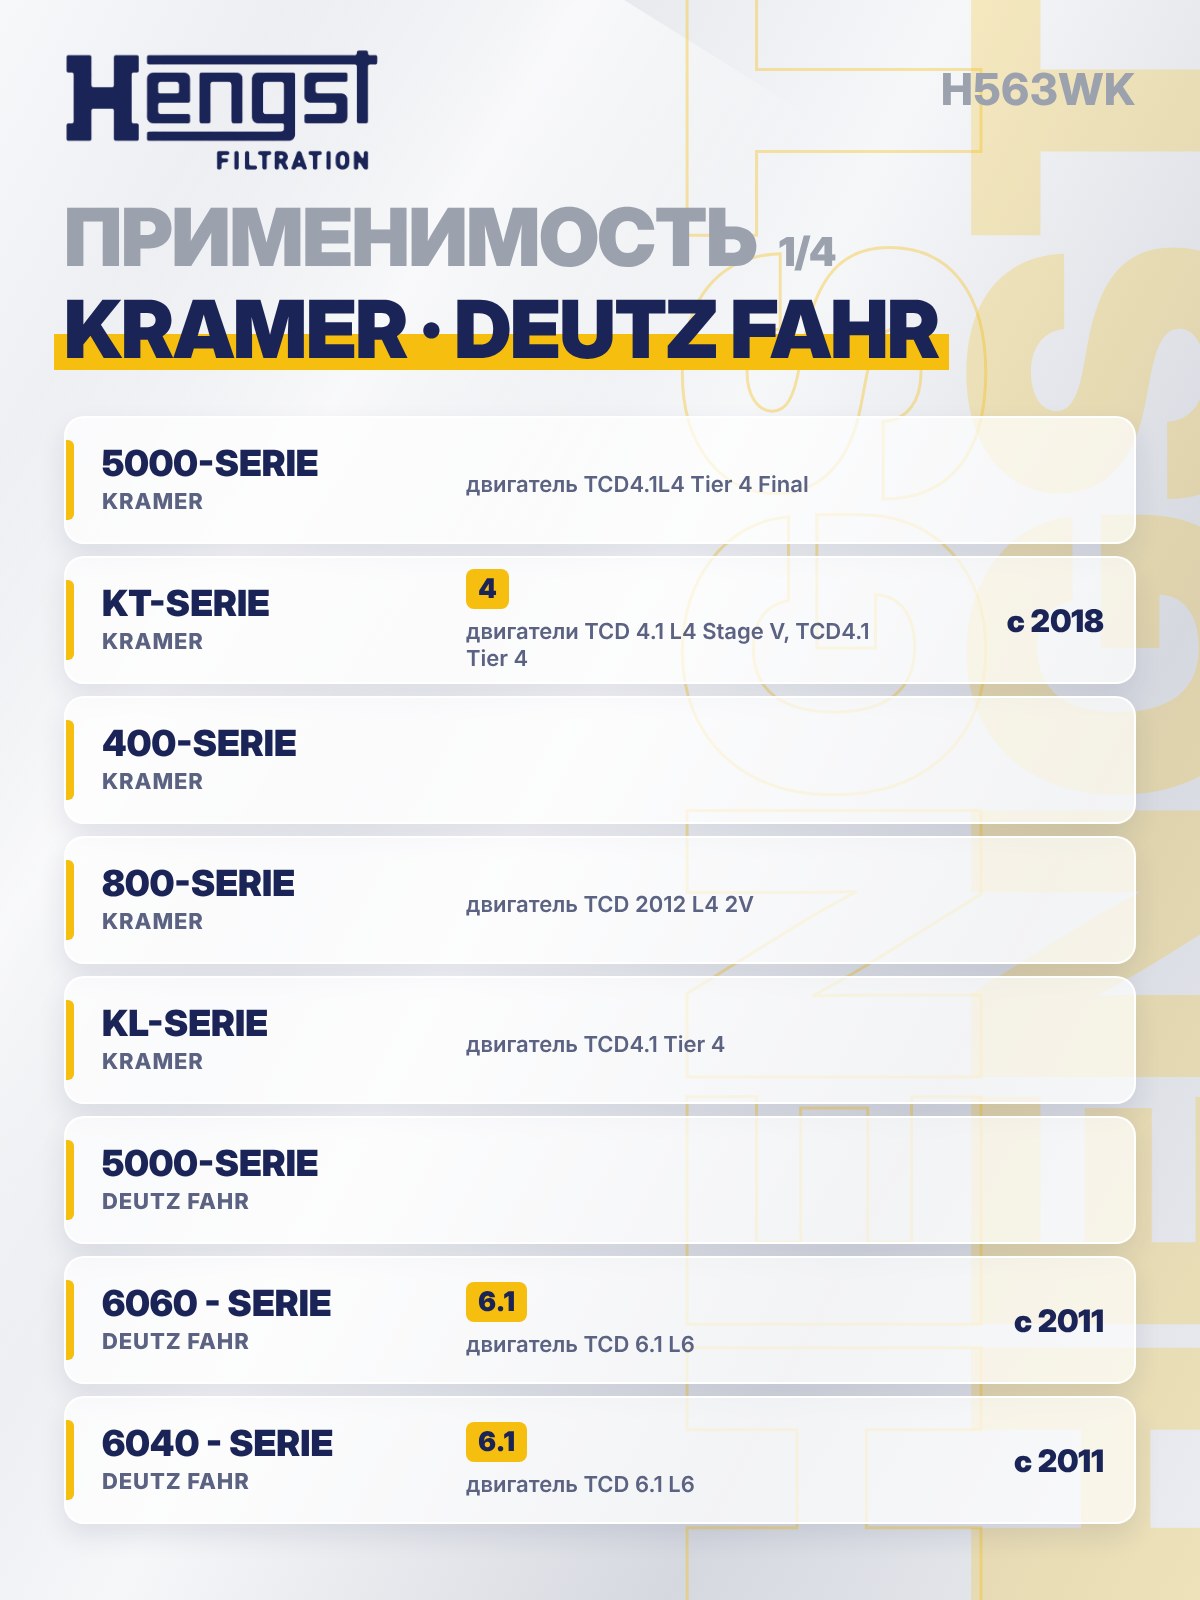 Hengst
FILTRATION
H563WK
ПРИМЕНИМОСТЬ 1/4
KRAMER · DEUTZ FAHR
5000-SERIE
KRAMER
двигатель TCD4.1L4 Tier 4 Final
KT-SERIE
KRAMER
4
двигатели TCD 4.1 L4 Stage V, TCD4.1
Tier 4
с 2018
400-SERIE
KRAMER
800-SERIE
KRAMER
двигатель TCD 2012 L4 2V
KL-SERIE
KRAMER
двигатель TCD4.1 Tier 4
5000-SERIE
DEUTZ FAHR
6060 - SERIE
DEUTZ FAHR
6.1
двигатель TCD 6.1 L6
с 2011
6040 - SERIE
DEUTZ FAHR
6.1
двигатель TCD 6.1 L6
с 2011
HENGST
HENGST